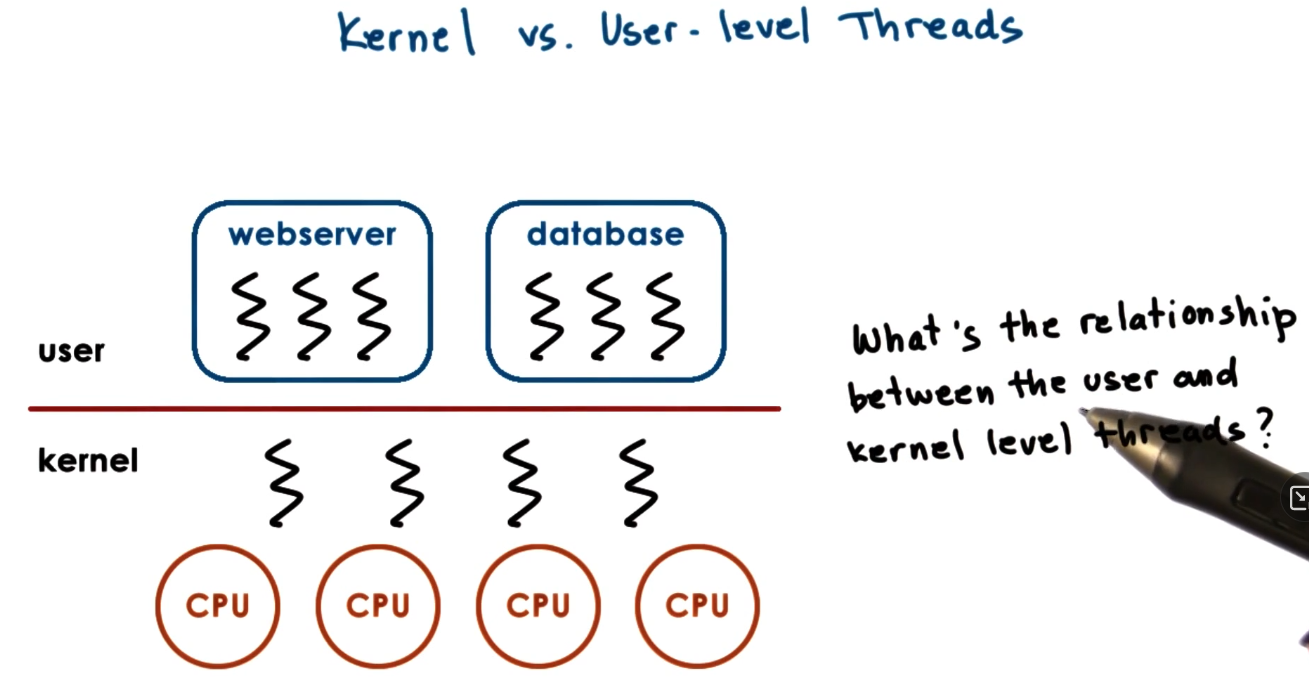 Kernel vs. User-level Threads
webserver
database
user
kernel
CPU CPU CPU CPU
What's the relationship
between the user and
kernel level threads?